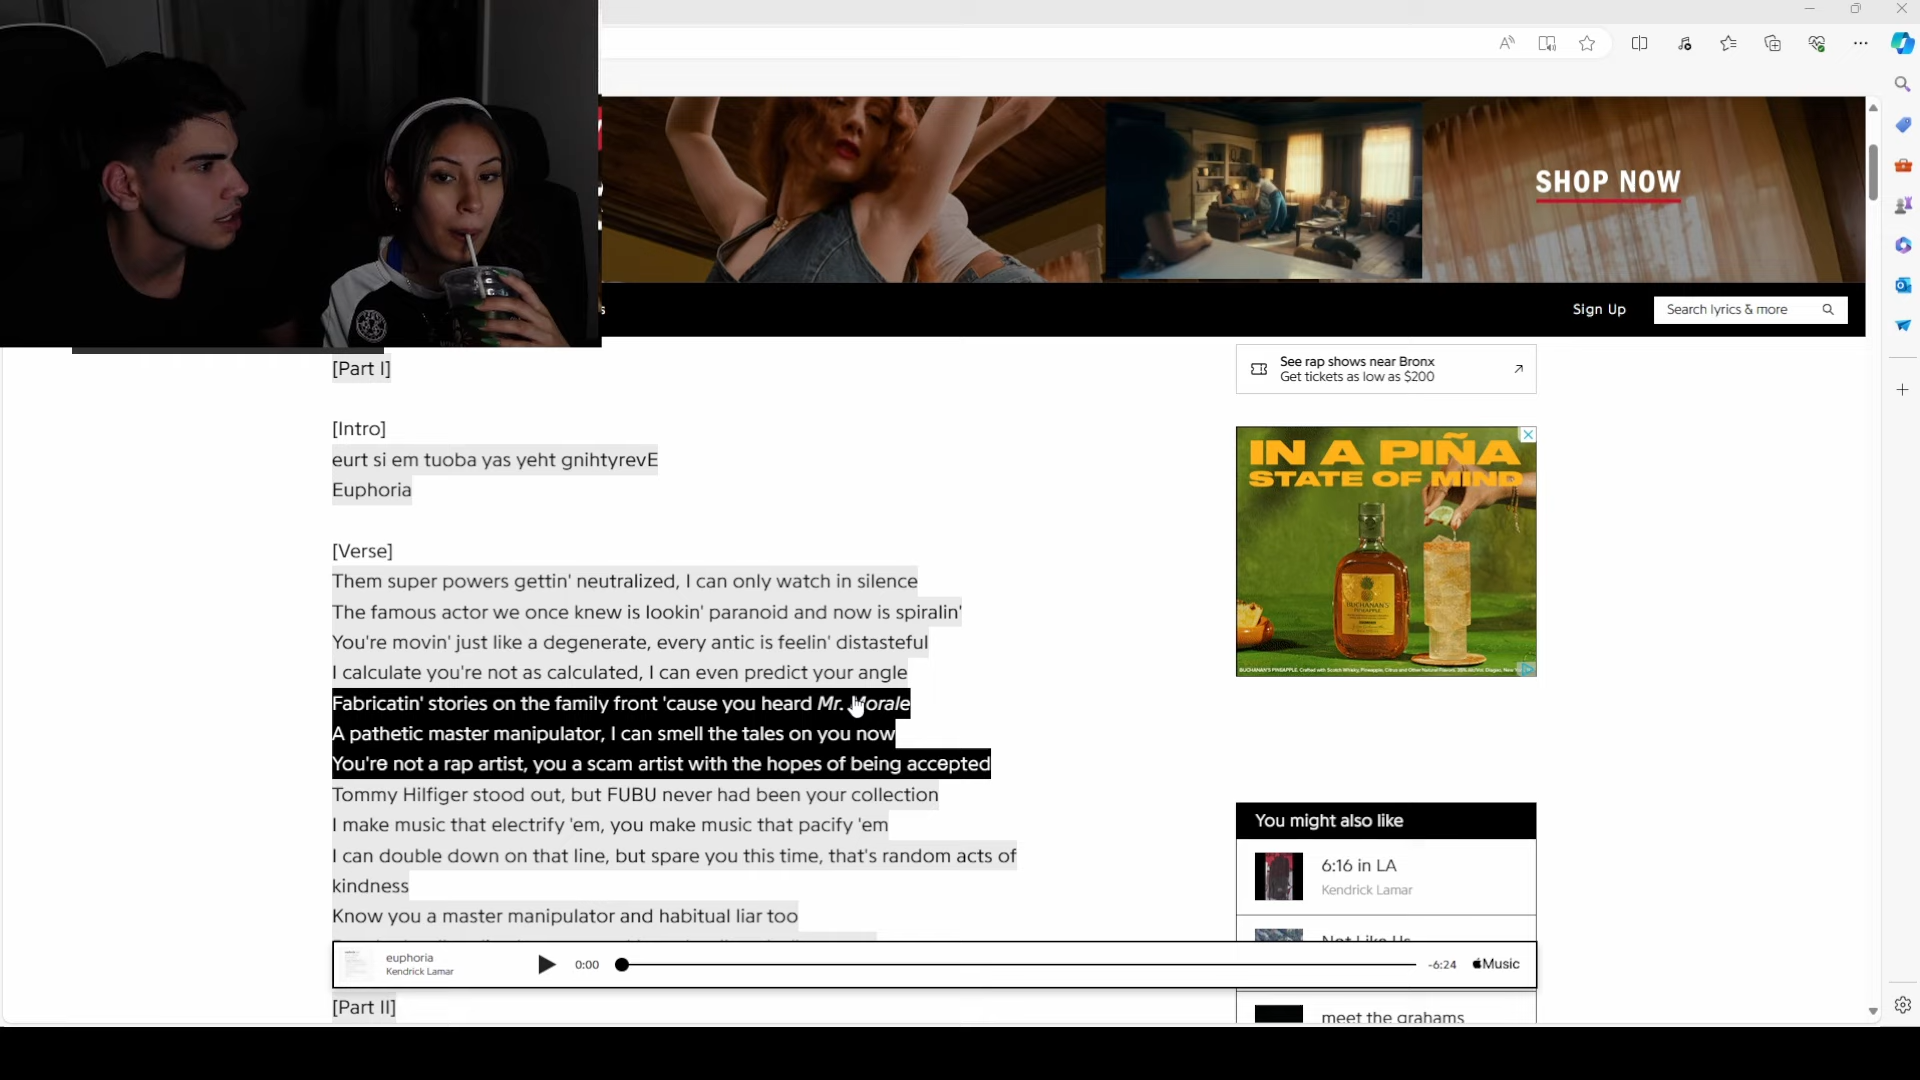 SHOP NOW
s
Sign Up
Search lyrics & more
[Part I]
See rap shows near Bronx
Get tickets as low as $200
[Intro]
eurt si em tuoba yas yeht gnihtyrevE
Euphoria
IN A PIÑA
STATE OF MIND
BUCHANAN'S
PINEAPPLE
[Verse]
Them super powers gettin' neutralized, I can only watch in silence
The famous actor we once knew is lookin' paranoid and now is spiralin'
You're movin' just like a degenerate, every antic is feelin' distasteful
I calculate you're not as calculated, I can even predict your angle
Fabricatin' stories on the family front 'cause you heard Mr. Morale
A pathetic master manipulator, I can smell the tales on you now
You're not a rap artist, you a scam artist with the hopes of being accepted
Tommy Hilfiger stood out, but FUBU never had been your collection
I make music that electrify 'em, you make music that pacify 'em
I can double down on that line, but spare you this time, that's random acts of
kindness
Know you a master manipulator and habitual liar too
You might also like
6:16 in LA
Kendrick Lamar
Not Like Us
meet the grahams
euphoria
Kendrick Lamar
0:00
-6:24
Music
[Part II]